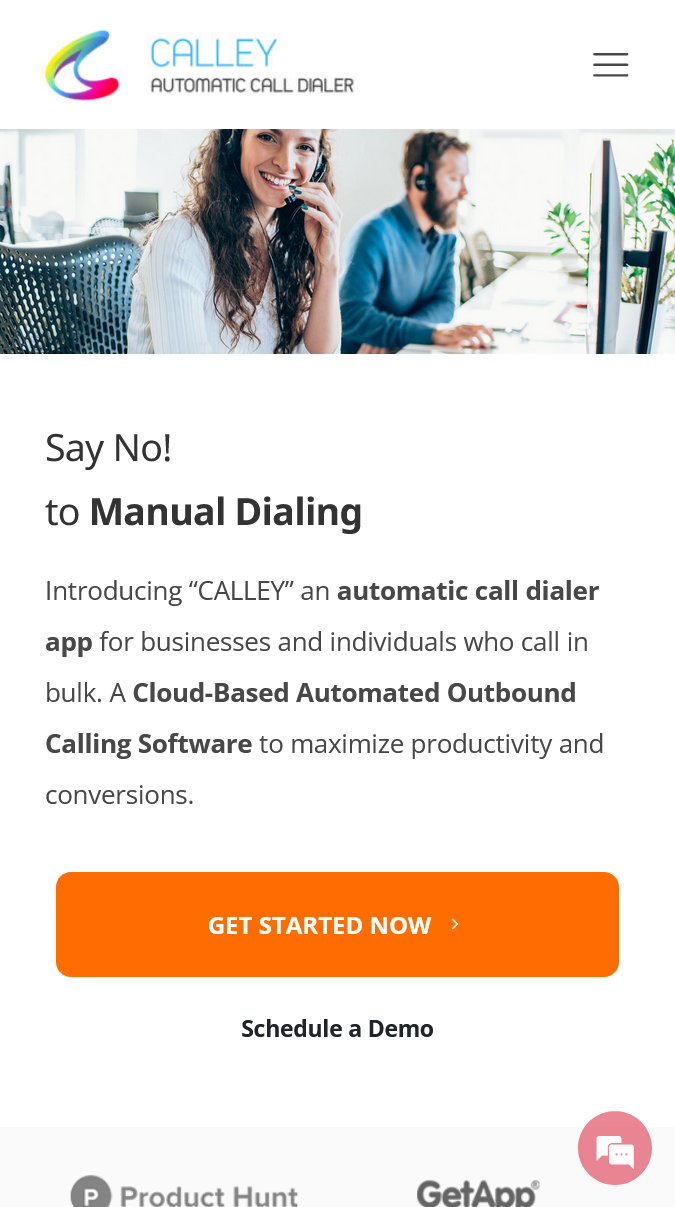 CALLEY
AUTOMATIC CALL DIALER
Say No!
to Manual Dialing
Introducing “CALLEY” an automatic call dialer
app for businesses and individuals who call in
bulk. A Cloud-Based Automated Outbound
Calling Software to maximize productivity and
conversions.
GET STARTED NOW
Schedule a Demo
P Product Hunt
GetApp®